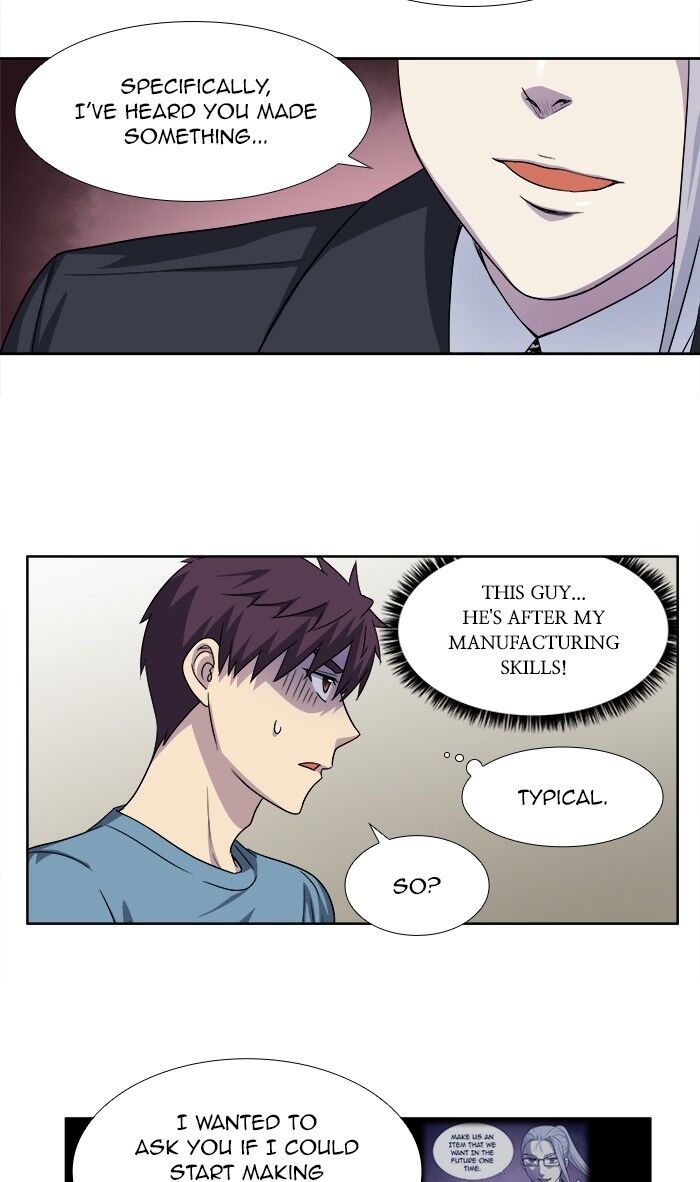 SPECIFICALLY,
I'VE HEARD YOU MADE
SOMETHING...
THIS GUY...
HE'S AFTER MY
MANUFACTURING
SKILLS!
TYPICAL.
SO?
I WANTED TO
ASK YOU IF I COULD
START MAKING
MAKE US AN
ITEM THAT WE
WANT IN THE
FUTURE ONE
TIME.